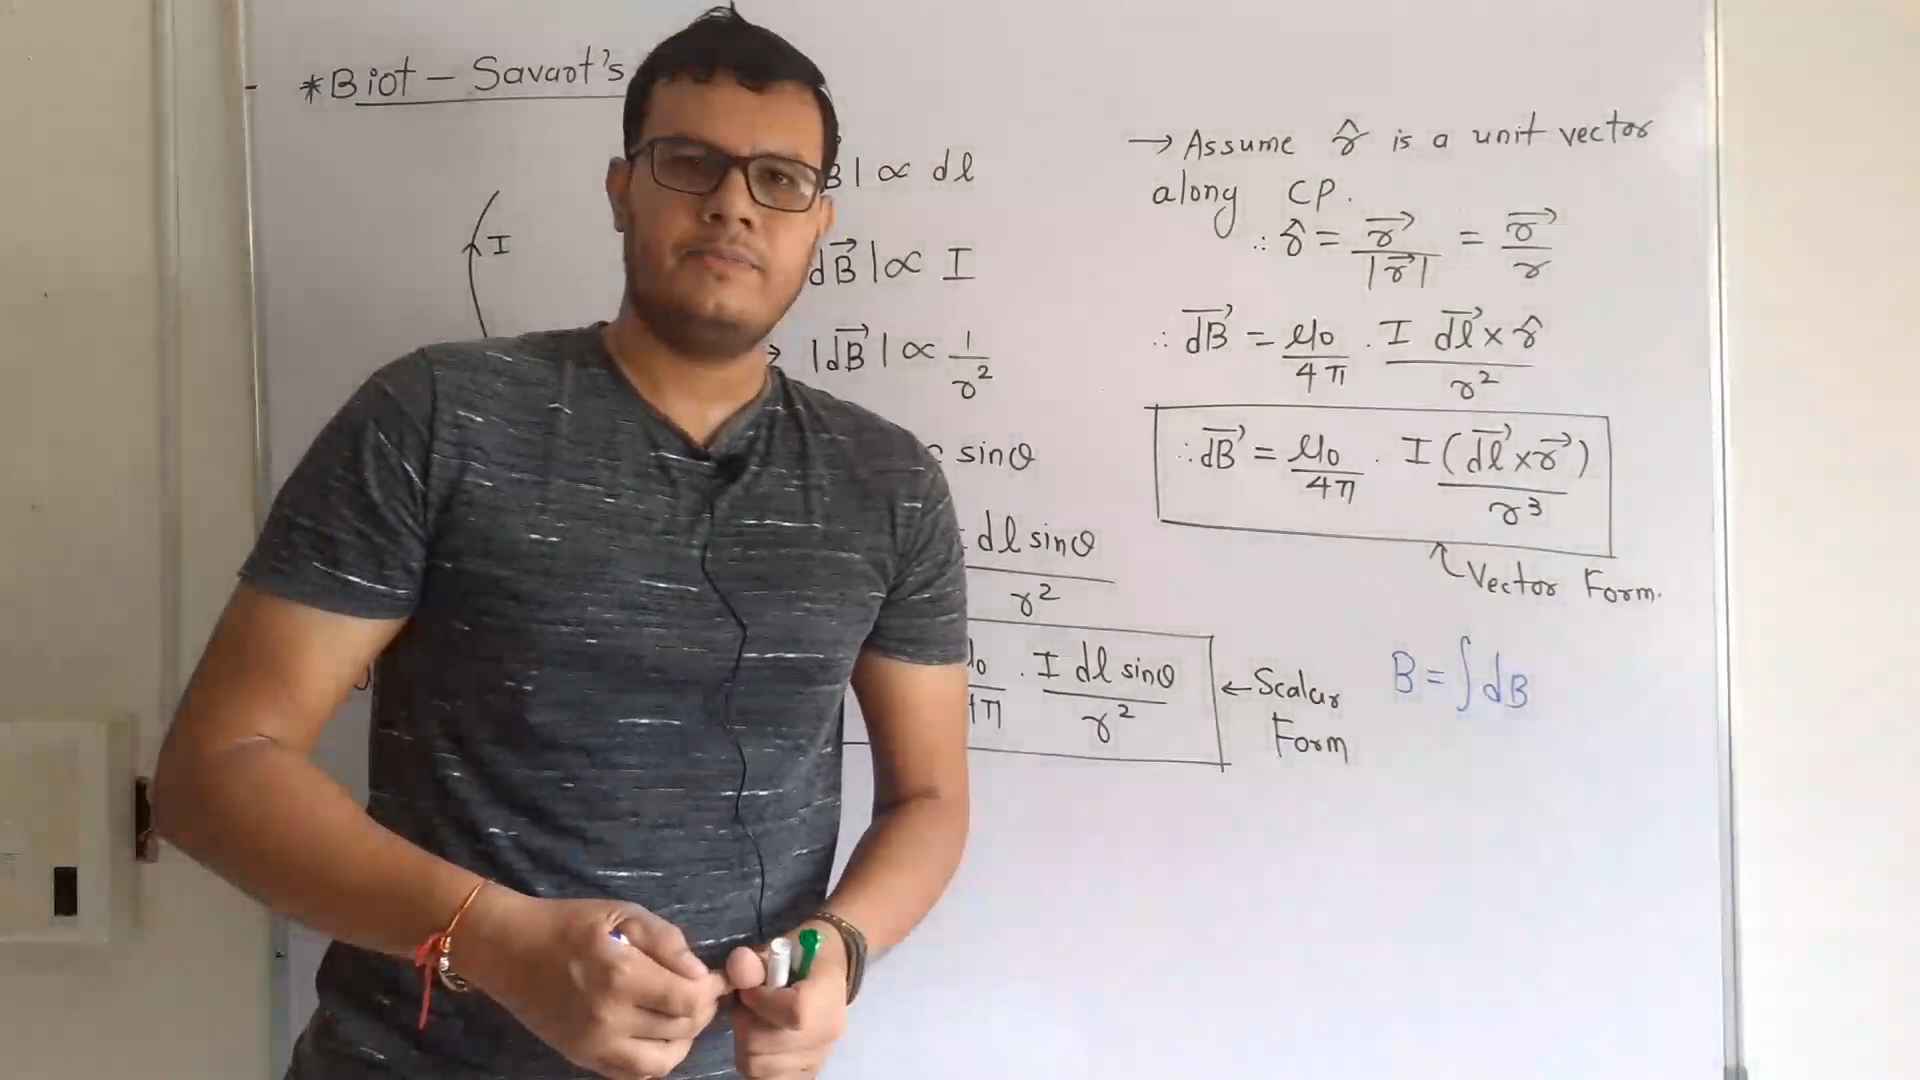 * Biot – Savart's
I
B| ∝ dl
dB⃗ | ∝ I
→ |dB⃗ | ∝ 1/r²
sinθ
dl sinθ / r²
μ₀/4π . I dl sinθ / r²
← Scalar
Form
→ Assume r̂ is a unit vector
along CP.
∴ r̂ = r⃗ / |r⃗| = r⃗ / r
∴ dB⃗ = μ₀/4π . I dl⃗ × r̂ / r²
∴ dB⃗ = μ₀/4π . I (dl⃗ × r⃗) / r³
Vector Form.
B = ∫ dB